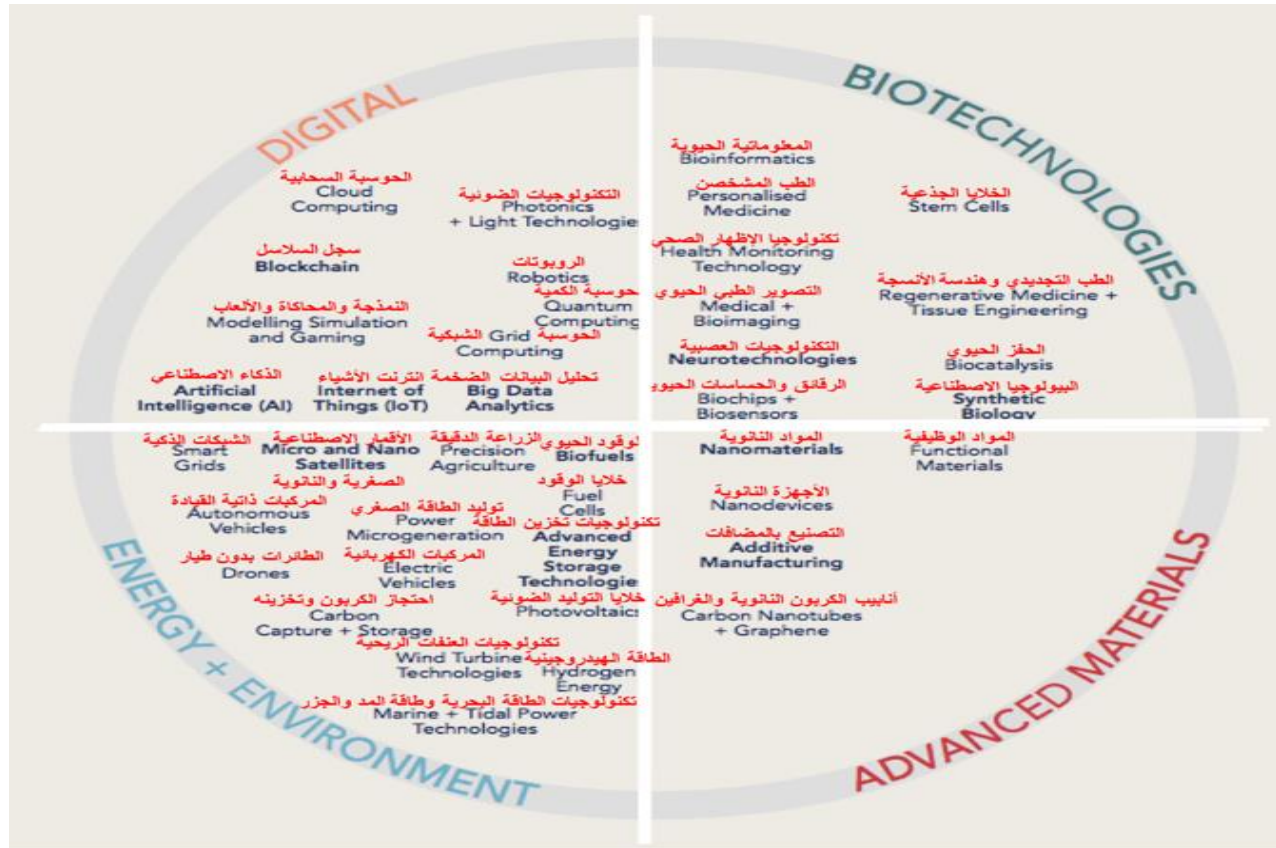 DIGITAL
الحوسبة السحابية
Cloud
Computing
التكنولوجيات الضوئية
Photonics
+ Light Technologie
سجل السلاسل
Blockchain
الروبوتات
Robotics
حوسبة الكمية
Quantum
Computing
النمذجة والمحاكاة والألعاب
Modelling Simulation
and Gaming
الحوسبة Grid الشبكية
Computing
الذكاء الاصطناعي
Artificial
Intelligence (AI)
انترنت الأشياء
Internet of
Things (IoT)
تحليل البيانات الضخمة
Big Data
Analytics
BIOTECHNOLOGIES
المعلوماتية الحيوية
Bioinformatics
الطب المشخصن
Personalised
Medicine
الخلايا الجذعية
Stem Cells
تكنولوجيا الإظهار الصحي
Health Monitoring
Technology
التصوير الطبي الحيوي
Medical +
Bioimaging
الطب التجديدي وهندسة الأنسجة
Regenerative Medicine +
Tissue Engineering
التكنولوجيات العصبية
Neurotechnologies
الحفز الحيوي
Biocatalysis
الرقائق والحساسات الحيوي
Biochips +
Biosensors
البيولوجيا الاصطناعية
Synthetic
Biology
ENERGY + ENVIRONMENT
الشبكات الذكية
Smart
Grids
الأقمار الاصطناعية
Micro and Nano
Satellites
الصغرية والنانوية
الزراعة الدقيقة
Precision
Agriculture
لوقود الحيوي
Biofuels
خلايا الوقود
Fuel
Cells
المركبات ذاتية القيادة
Autonomous
Vehicles
توليد الطاقة الصغري
Power
Microgeneration
تكنولوجيات تخزين الطاقة
Advanced
Energy
Storage
Technologie
الطائرات بدون طيار
Drones
المركبات الكهربائية
Electric
Vehicles
احتجاز الكربون وتخزينه
Carbon
Capture + Storage
خلايا التوليد الضوئية
Photovoltaics
تكنولوجيات العنفات الريحية
Wind Turbine
Technologies
الطاقة الهيدروجينية
Hydrogen
Energy
تكنولوجيات الطاقة البحرية وطاقة المد والجزر
Marine + Tidal Power
Technologies
ADVANCED MATERIALS
المواد النانوية
Nanomaterials
المواد الوظيفية
Functional
Materials
الأجهزة النانوية
Nanodevices
التصنيع بالمضافات
Additive
Manufacturing
أنابيب الكربون النانوية والغرافين
Carbon Nanotubes
+ Graphene